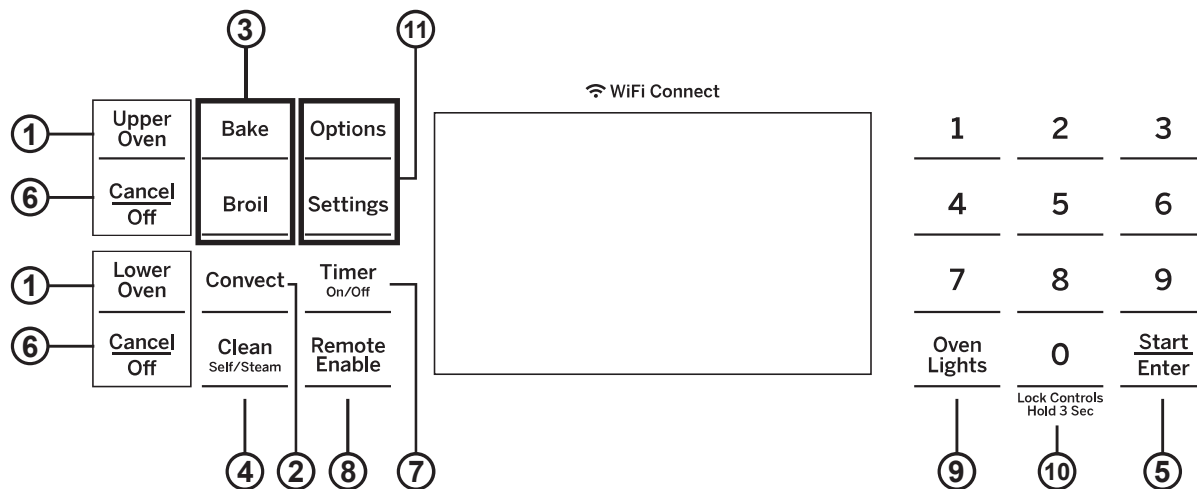 3
11
WiFi Connect
1
Upper
Oven
Bake
Options
1
2
3
6
Cancel
Off
Broil
Settings
4
5
6
1
Lower
Oven
Convect
Timer
On/Off
7
8
9
6
Cancel
Off
Clean
Self/Steam
Remote
Enable
Oven
Lights
0
Start
Enter
Lock Controls
Hold 3 Sec
4
2
8
7
9
10
5